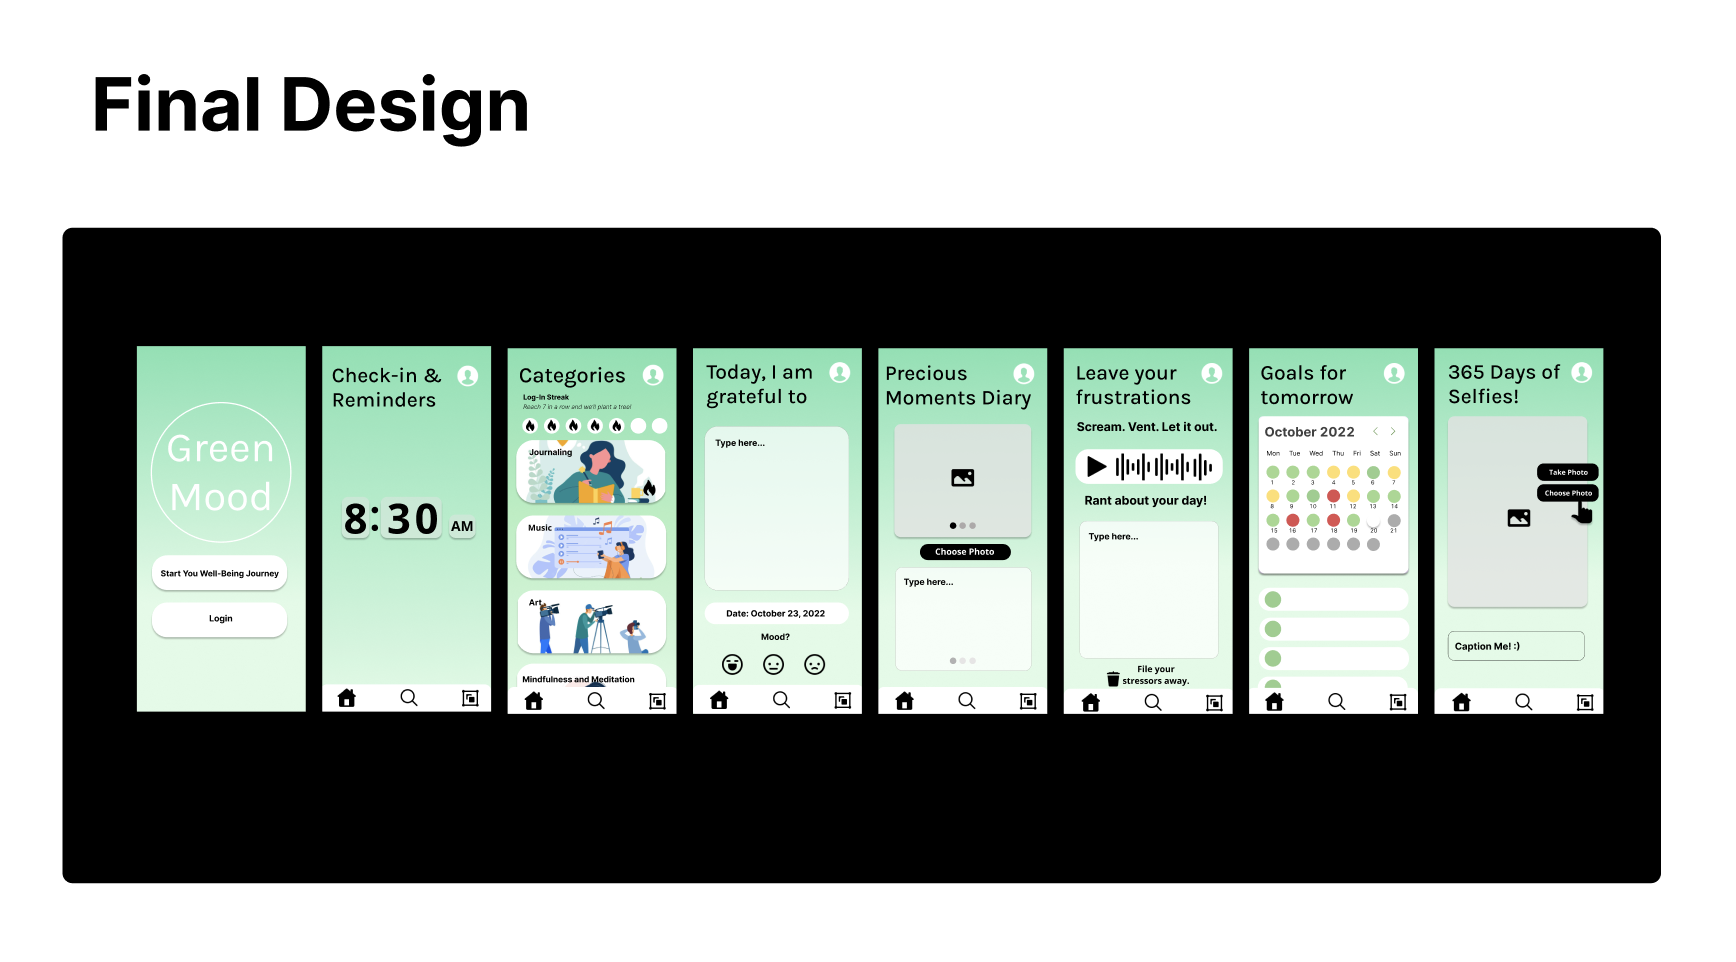 Final Design
Green
Mood
Start You Well-Being Journey
Login
Check-in &
Reminders
8:30 AM
Categories
Log-In Streak
Reach 7 in a row and we'll plant a tree!
Journaling
Music
Art
Mindfulness and Meditation
Today, I am
grateful to
Type here...
Date: October 23, 2022
Mood?
Precious
Moments Diary
Choose Photo
Type here...
Leave your
frustrations
Scream. Vent. Let it out.
Rant about your day!
Type here...
File your
stressors away.
Goals for
tomorrow
October 2022
Mon Tue Wed Thu Fri Sat Sun
1 2 3 4 5 6 7
8 9 10 11 12 13 14
15 16 17 18 19 20 21
365 Days of
Selfies!
Take Photo
Choose Photo
Caption Me! :)